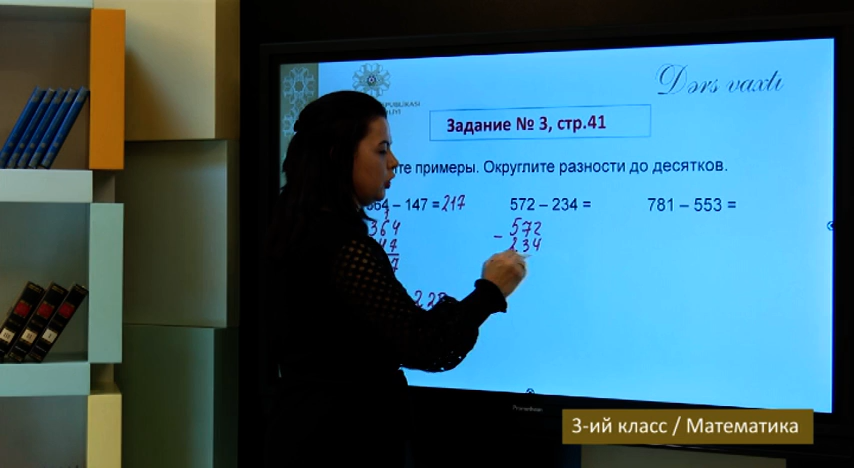 Dərs vaxtı
PUBLIKASI
Задание № 3, стр.41
примеры. Округлите разности до десятков.
364 – 147 = 217 572 – 234 = 781 – 553 =
364 – 572
234
3-ий класс / Математика